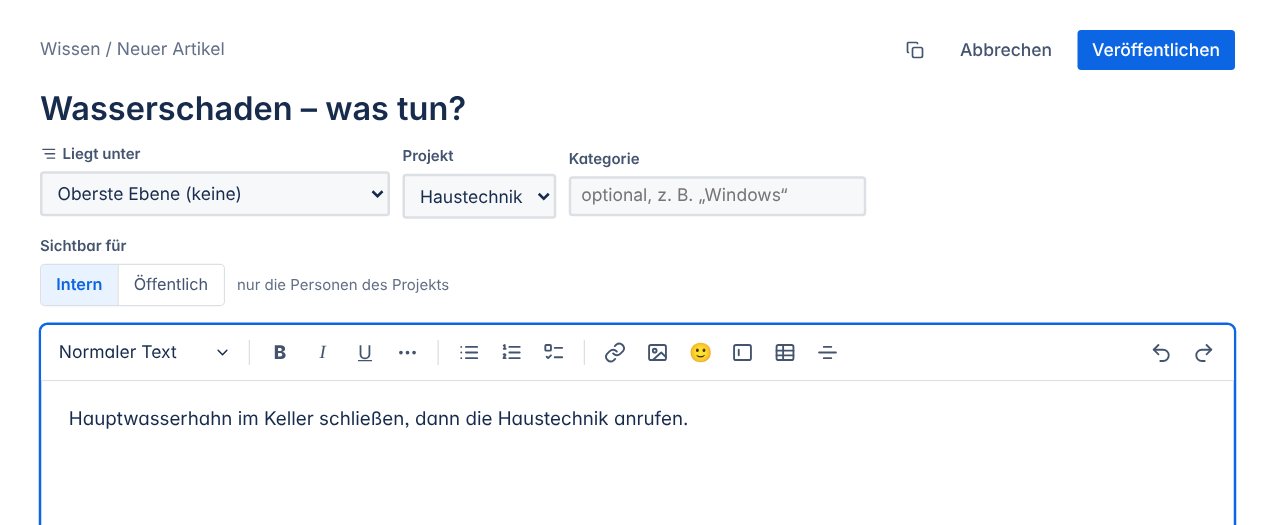 Wissen / Neuer Artikel
Abbrechen
Veröffentlichen
Wasserschaden – was tun?
Liegt unter
Projekt
Kategorie
Oberste Ebene (keine)
Haustechnik
optional, z. B. „Windows“
Sichtbar für
Intern
Öffentlich
nur die Personen des Projekts
Normaler Text
B
I
U
Hauptwasserhahn im Keller schließen, dann die Haustechnik anrufen.